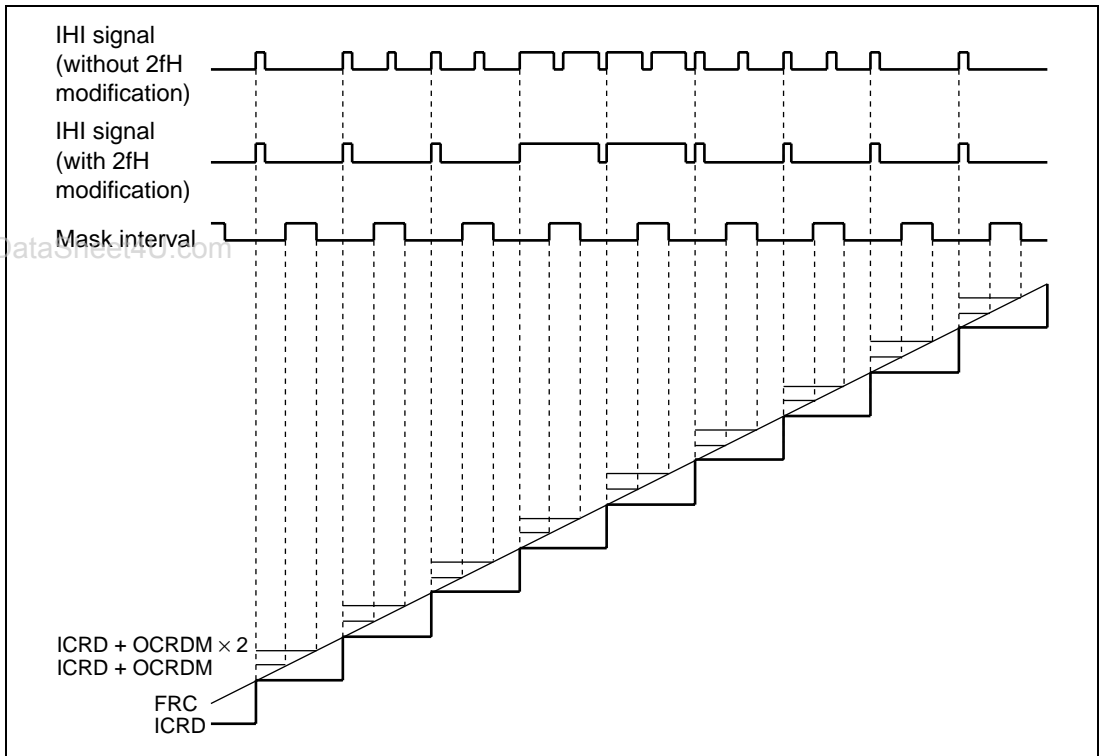 IHI signal
(without 2fH
modification)
IHI signal
(with 2fH
modification)
Mask interval
DataSheet4U.com
ICRD + OCRDM × 2
ICRD + OCRDM
FRC
ICRD